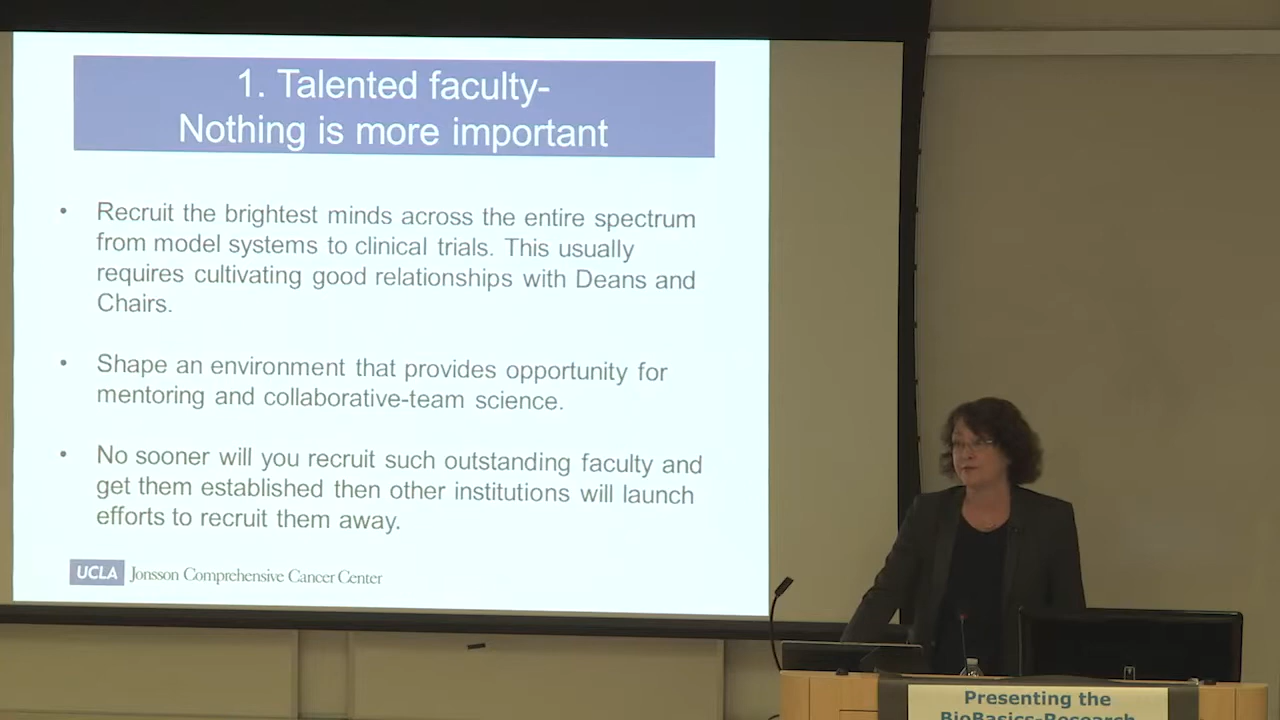 1. Talented faculty-
Nothing is more important
• Recruit the brightest minds across the entire spectrum
from model systems to clinical trials. This usually
requires cultivating good relationships with Deans and
Chairs.
• Shape an environment that provides opportunity for
mentoring and collaborative-team science.
• No sooner will you recruit such outstanding faculty and
get them established then other institutions will launch
efforts to recruit them away.
UCLA Jonsson Comprehensive Cancer Center
Presenting the
BioBasics-Research